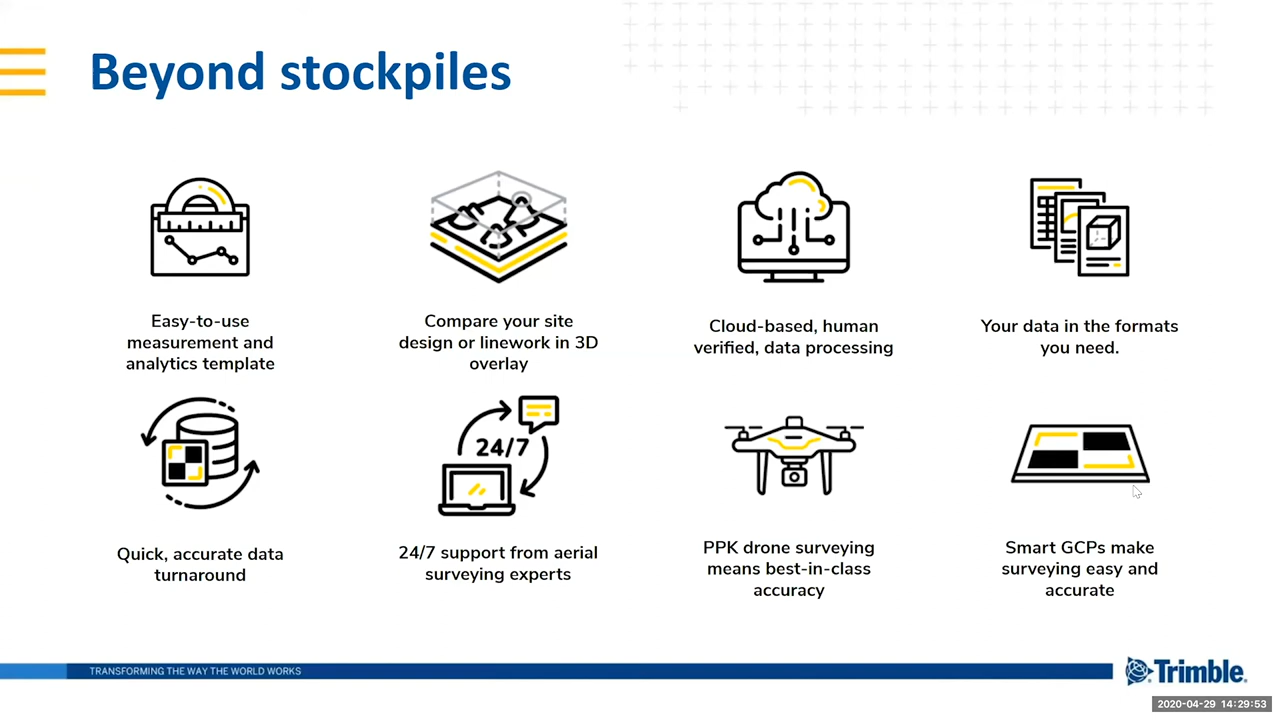 Beyond stockpiles
Easy-to-use
measurement and
analytics template
Compare your site
design or linework in 3D
overlay
Cloud-based, human
verified, data processing
Your data in the formats
you need.
Quick, accurate data
turnaround
24/7
24/7 support from aerial
surveying experts
PPK drone surveying
means best-in-class
accuracy
Smart GCPs make
surveying easy and
accurate
TRANSFORMING THE WAY THE WORLD WORKS
Trimble.
2020-04-29 14:29:53